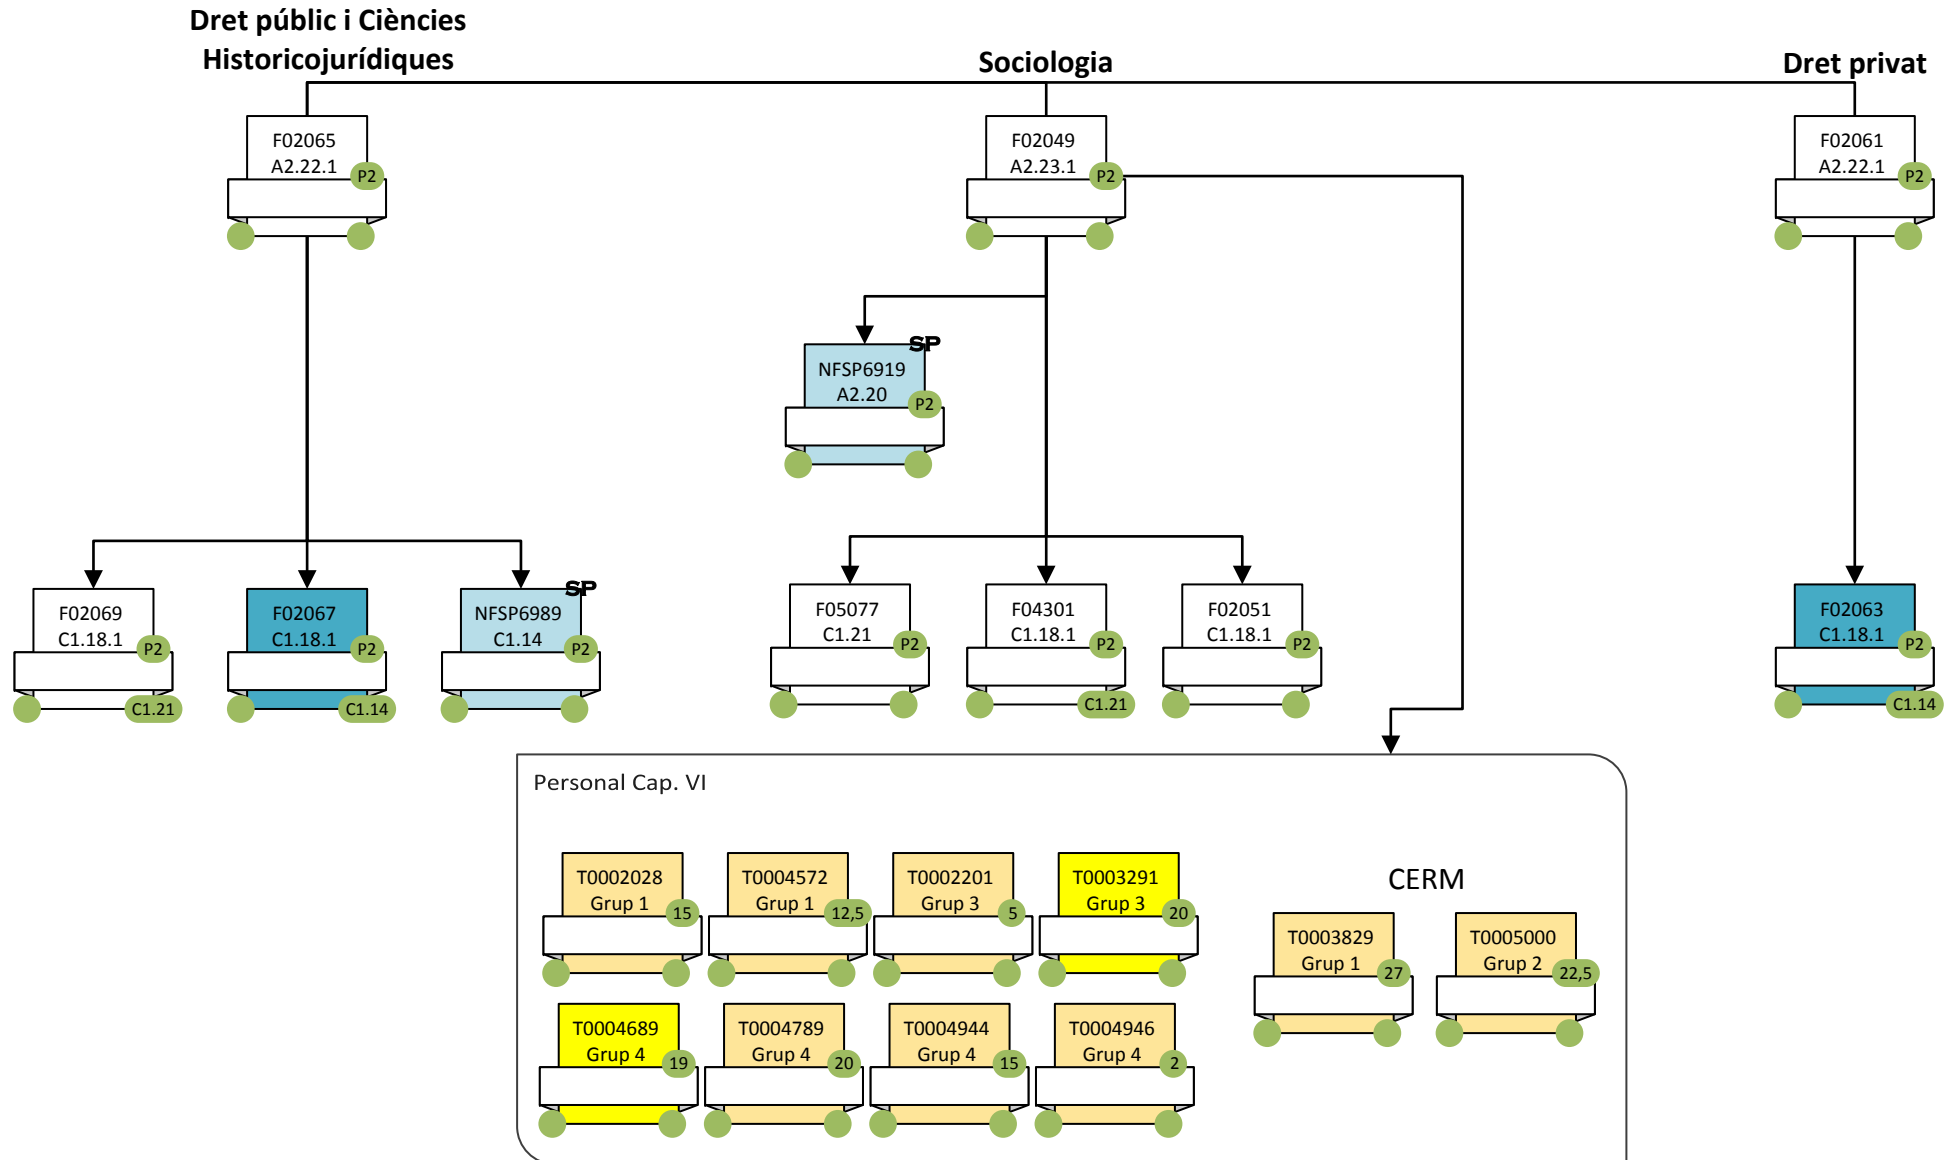 Dret públic i Ciències
Historicojurídiques
Sociologia
Dret privat
F02065
A2.22.1
P2
F02049
A2.23.1
P2
F02061
A2.22.1
P2
SP
NFSP6919
A2.20
P2
F02069
C1.18.1
P2
C1.21
F02067
C1.18.1
P2
C1.14
SP
NFSP6989
C1.14
P2
F05077
C1.21
P2
F04301
C1.18.1
P2
C1.21
F02051
C1.18.1
P2
F02063
C1.18.1
P2
C1.14
Personal Cap. VI
T0002028
Grup 1
15
T0004572
Grup 1
12,5
T0002201
Grup 3
5
T0003291
Grup 3
20
CERM
T0003829
Grup 1
27
T0005000
Grup 2
22,5
T0004689
Grup 4
19
T0004789
Grup 4
20
T0004944
Grup 4
15
T0004946
Grup 4
2